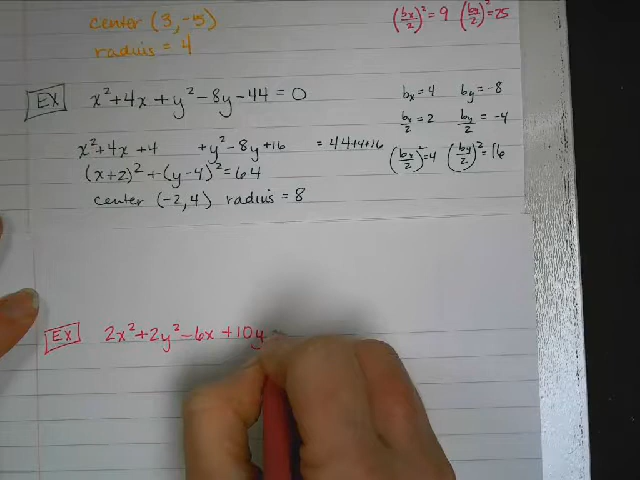 center (3,-5)
radius = 4
(bx/2)² = 9 (bx/2)² = 25
EX x² + 4x + y² - 8y - 44 = 0
bx = 4 by = -8
bx/2 = 2 by/2 = -4
x² + 4x + 4 + y² - 8y + 16 = 44 + 4 + 16
(bx/2)² = 4 (by/2)² = 16
(x+2)² + (y-4)² = 64
center (-2,4) radius = 8
EX 2x² + 2y² - 6x + 10y